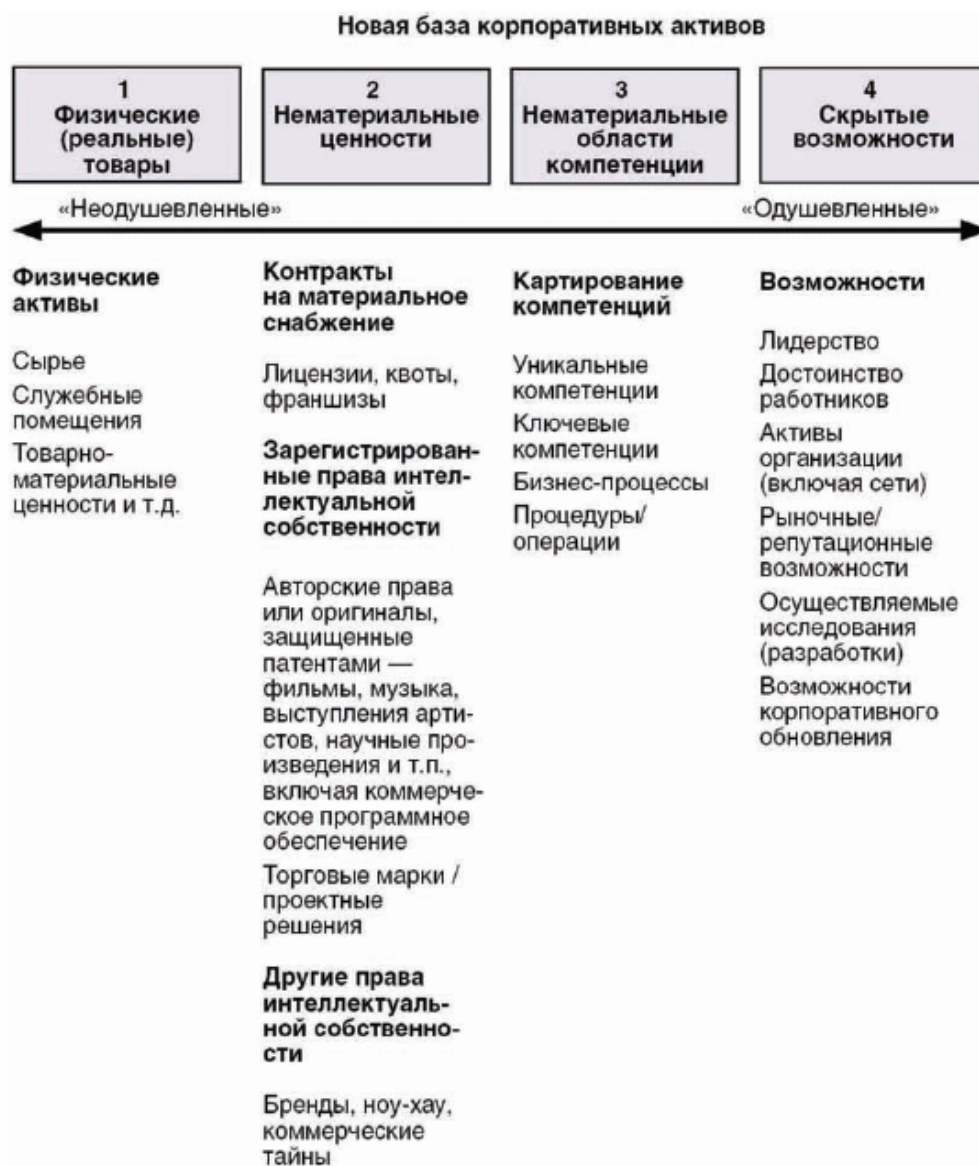 Новая база корпоративных активов
1
Физические
(реальные)
товары
2
Нематериальные
ценности
3
Нематериальные
области
компетенции
4
Скрытые
возможности
«Неодушевленные»
«Одушевленные»
Физические
активы
Сырье
Служебные
помещения
Товарно-
материальные
ценности и т.д.
Контракты
на материальное
снабжение
Лицензии, квоты,
франшизы
Зарегистрирован-
ные права интел-
лектуальной
собственности
Авторские права
или оригиналы,
защищенные
патентами —
фильмы, музыка,
выступления арти-
стов, научные про-
изведения и т.п.,
включая коммерче-
ское программное
обеспечение
Торговые марки /
проектные
решения
Другие права
интеллектуаль-
ной собственно-
сти
Бренды, ноу-хау,
коммерческие
тайны
Картирование
компетенций
Уникальные
компетенции
Ключевые
компетенции
Бизнес-процессы
Процедуры/
операции
Возможности
Лидерство
Достоинство
работников
Активы
организации
(включая сети)
Рыночные/
репутационные
возможности
Осуществляемые
исследования
(разработки)
Возможности
корпоративного
обновления